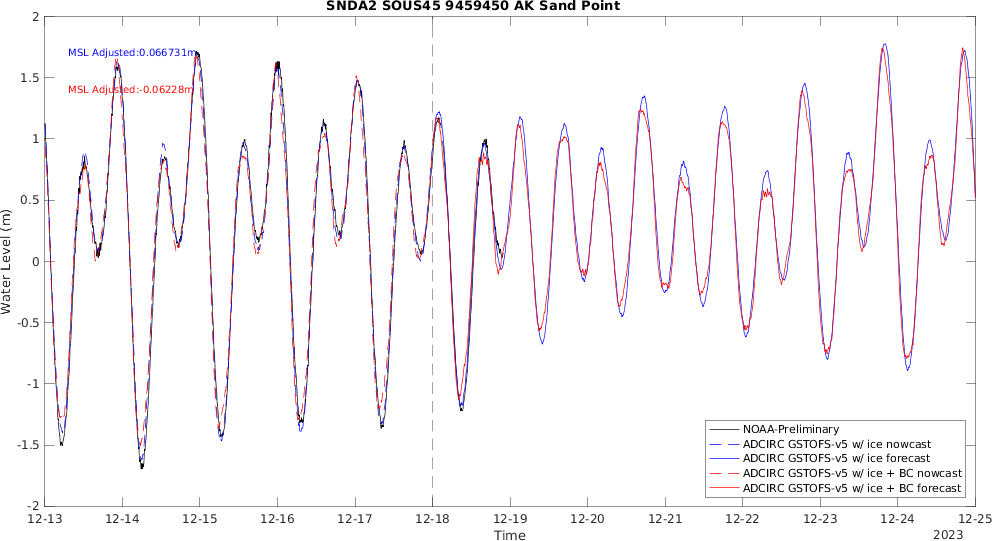 SNDA2 SOUS45 9459450 AK Sand Point
2
1.5
1
0.5
0
-0.5
-1
-1.5
-2
Water Level (m)
MSL Adjusted:0.066731m
MSL Adjusted:-0.06228m
NOAA-Preliminary
ADCIRC GSTOFS-v5 w/ ice nowcast
ADCIRC GSTOFS-v5 w/ ice forecast
ADCIRC GSTOFS-v5 w/ ice + BC nowcast
ADCIRC GSTOFS-v5 w/ ice + BC forecast
12-13 12-14 12-15 12-16 12-17 12-18 12-19 12-20 12-21 12-22 12-23 12-24 12-25
Time
2023